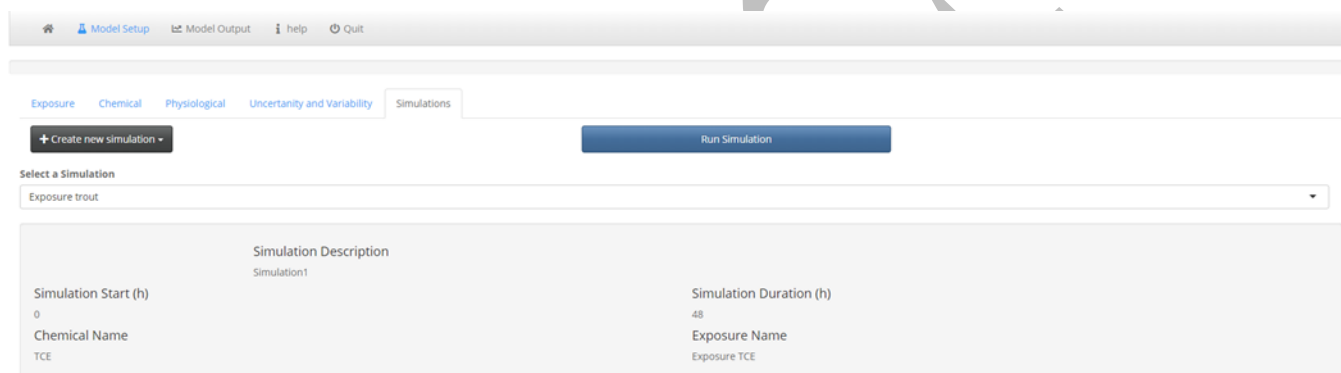 Model Setup Model Output help Quit
Exposure Chemical Physiological Uncertanity and Variability Simulations
+ Create new simulation Run Simulation
Select a Simulation
Exposure trout
Simulation Description
Simulation1
Simulation Start (h) Simulation Duration (h)
0 48
Chemical Name Exposure Name
TCE Exposure TCE